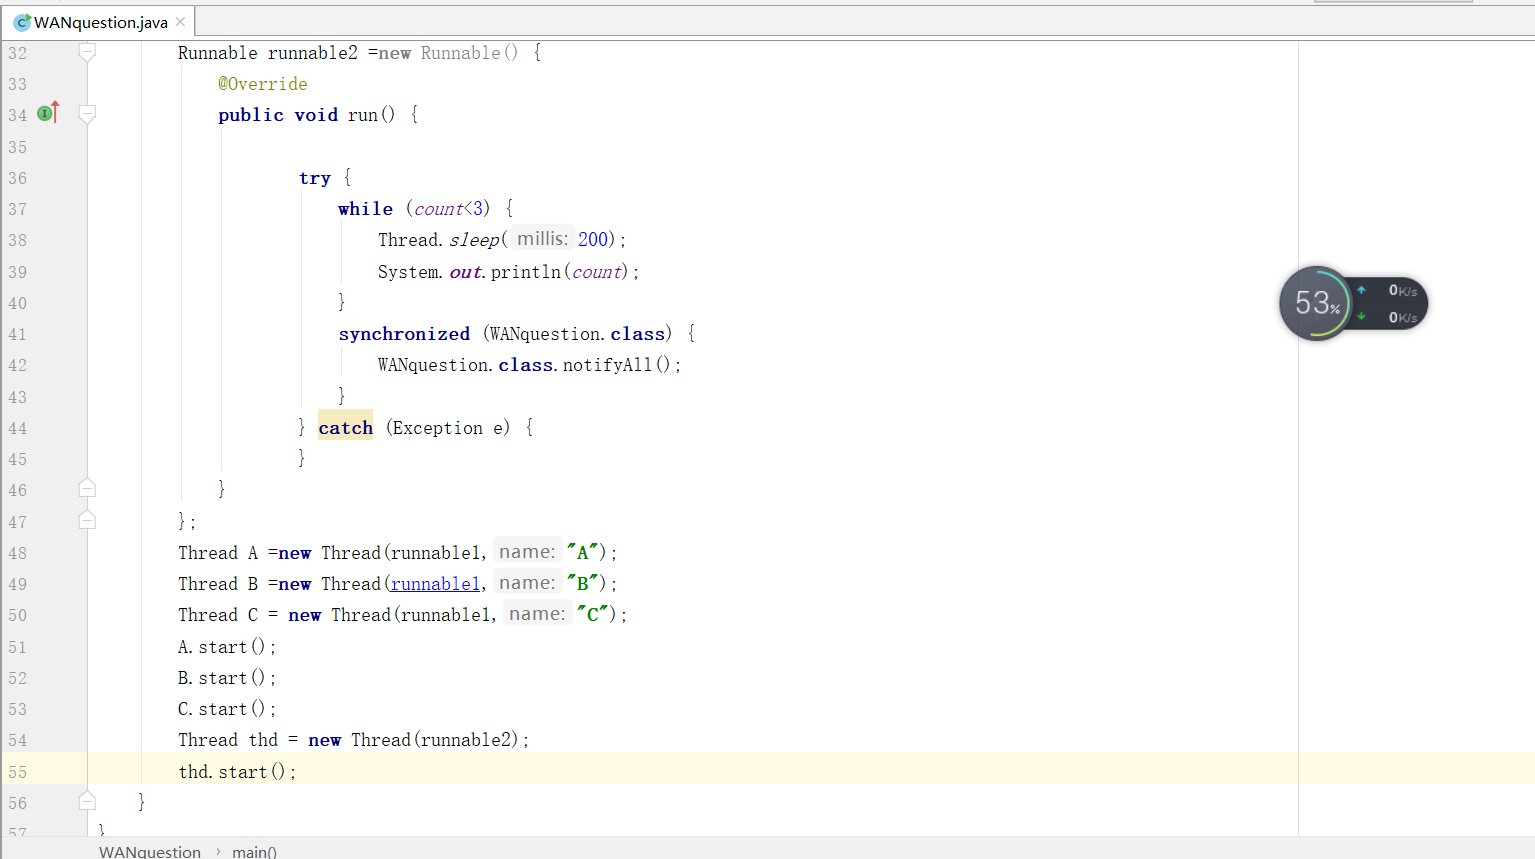 WANquestion.java
32 Runnable runnable2 =new Runnable() {
33 @Override
34 public void run() {
35
36 try {
37 while (count<3) {
38 Thread.sleep( millis: 200);
39 System.out.println(count);
40 }
41 synchronized (WANquestion.class) {
42 WANquestion.class.notifyAll();
43 }
44 } catch (Exception e) {
45 }
46 }
47 };
48 Thread A =new Thread(runnable1, name: "A");
49 Thread B =new Thread(runnable1, name: "B");
50 Thread C = new Thread(runnable1, name: "C");
51 A.start();
52 B.start();
53 C.start();
54 Thread thd = new Thread(runnable2);
55 thd.start();
56 }
57 }
53%
0K/s
0K/s
WANquestion › main()